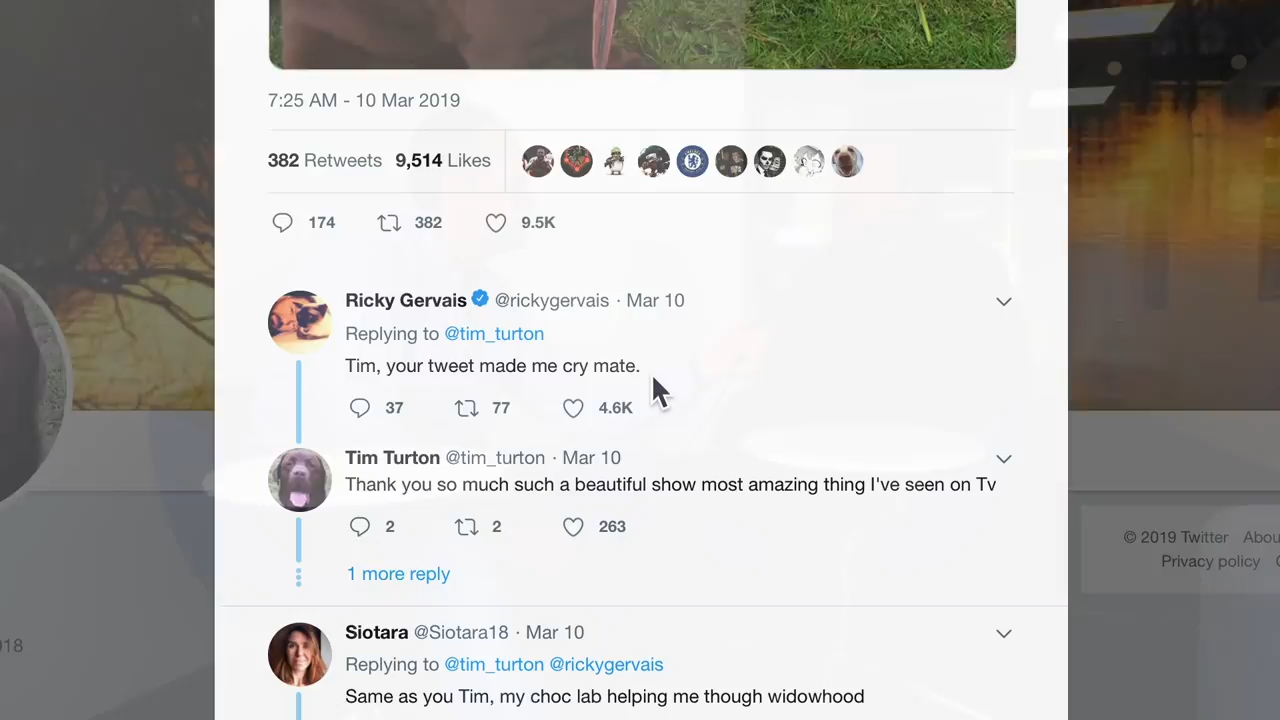 7:25 AM - 10 Mar 2019
382 Retweets 9,514 Likes
174 382 9.5K
Ricky Gervais @rickygervais · Mar 10
Replying to @tim_turton
Tim, your tweet made me cry mate.
37 77 4.6K
Tim Turton @tim_turton · Mar 10
Thank you so much such a beautiful show most amazing thing I've seen on Tv
2 2 263
1 more reply
© 2019 Twitter Abou
Privacy policy
Siotara @Siotara18 · Mar 10
018
Replying to @tim_turton @rickygervais
Same as you Tim, my choc lab helping me though widowhood